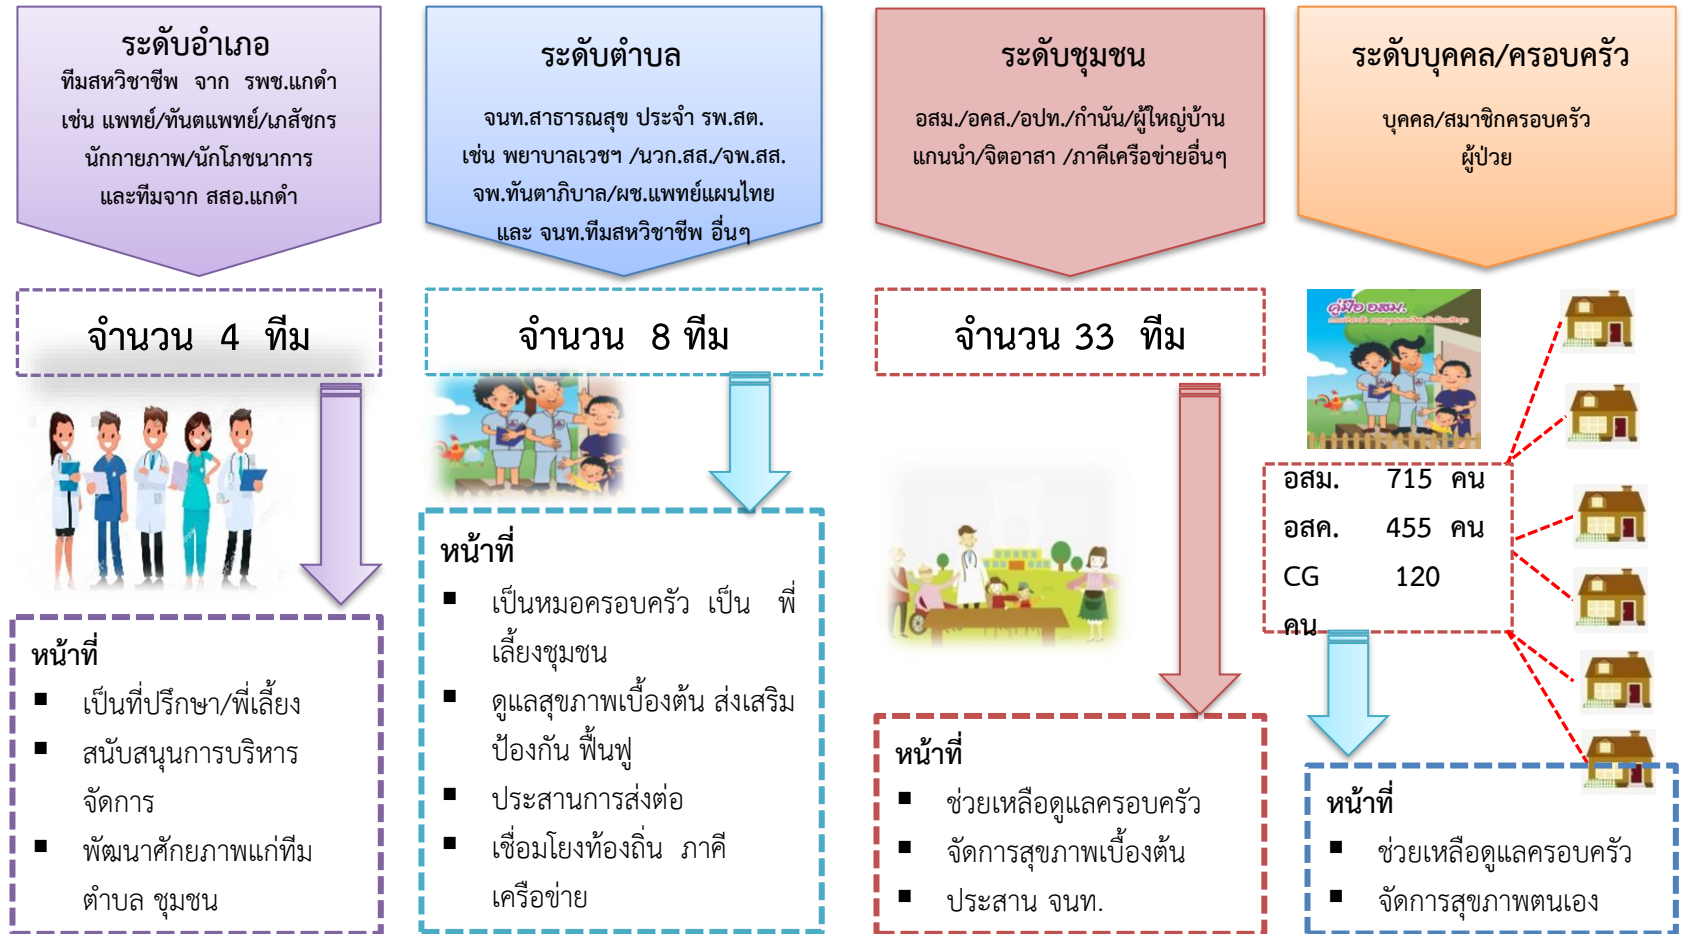 ระดับอำเภอ
ทีมสหวิชาชีพ จาก รพช.แกดำ
เช่น แพทย์/ทันตแพทย์/เภสัชกร
นักกายภาพ/นักโภชนาการ
และทีมจาก สสอ.แกดำ
จำนวน 4 ทีม
หน้าที่
■ เป็นที่ปรึกษา/พี่เลี้ยง
■ สนับสนุนการบริหาร
จัดการ
■ พัฒนาศักยภาพแก่ทีม
ตำบล ชุมชน
ระดับตำบล
จนท.สาธารณสุข ประจำ รพ.สต.
เช่น พยาบาลเวชฯ /นวก.สส./จพ.สส.
จพ.ทันตาภิบาล/ผช.แพทย์แผนไทย
และ จนท.ทีมสหวิชาชีพ อื่นๆ
จำนวน 8 ทีม
หน้าที่
■ เป็นหมอครอบครัว เป็น พี่
เลี้ยงชุมชน
■ ดูแลสุขภาพเบื้องต้น ส่งเสริม
ป้องกัน ฟื้นฟู
■ ประสานการส่งต่อ
■ เชื่อมโยงท้องถิ่น ภาคี
เครือข่าย
ระดับชุมชน
อสม./อคส./อปท./กำนัน/ผู้ใหญ่บ้าน
แกนนำ/จิตอาสา /ภาคีเครือข่ายอื่นๆ
จำนวน 33 ทีม
หน้าที่
■ ช่วยเหลือดูแลครอบครัว
■ จัดการสุขภาพเบื้องต้น
■ ประสาน จนท.
ระดับบุคคล/ครอบครัว
บุคคล/สมาชิกครอบครัว
ผู้ป่วย
คู่มือ อสม.
อสม. 715 คน
อสค. 455 คน
CG 120
คน
หน้าที่
■ ช่วยเหลือดูแลครอบครัว
■ จัดการสุขภาพตนเอง